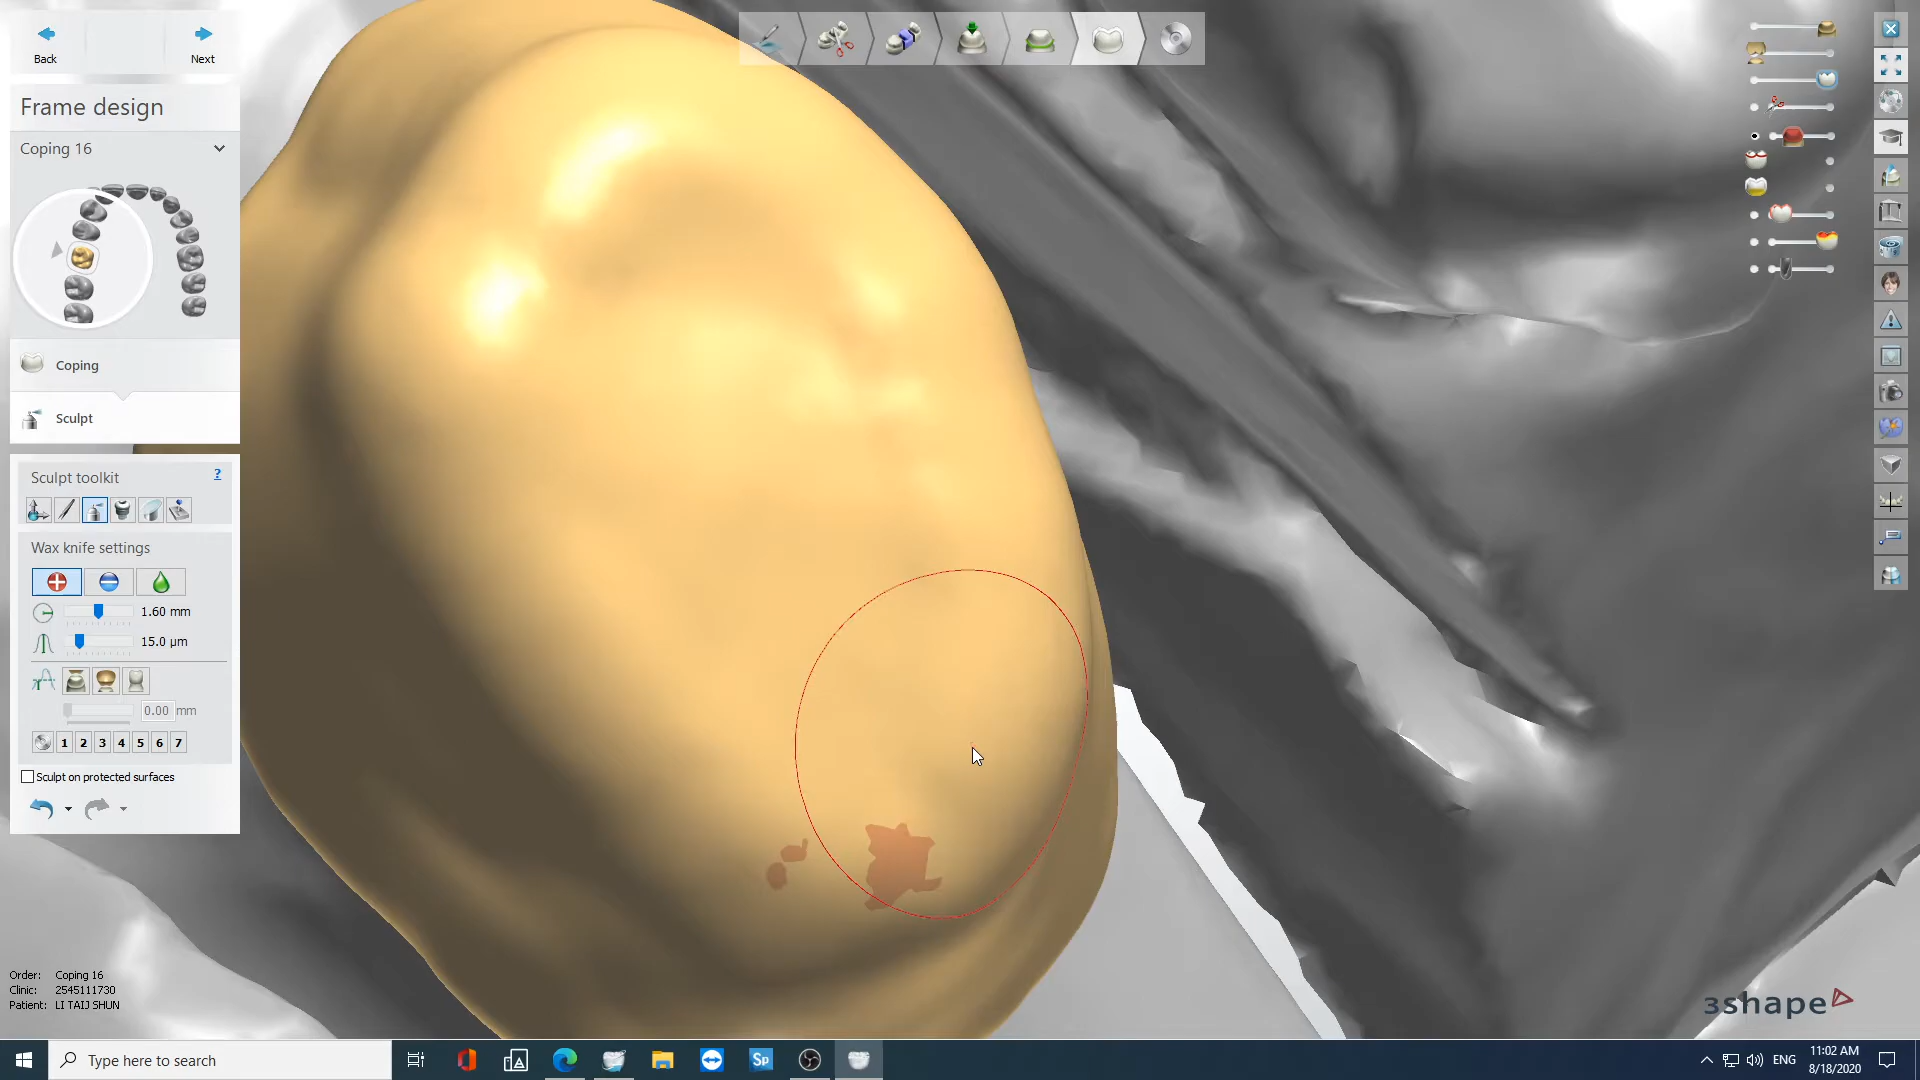 Back
Next
Frame design
Coping 16
Coping
Sculpt
Sculpt toolkit
?
Wax knife settings
1.60 mm
15.0 µm
0.00 mm
1 2 3 4 5 6 7
Sculpt on protected surfaces
Order: Coping 16
Clinic: 2545111730
Patient: LI TAIJ SHUN
3shape
Type here to search
Sp
ENG
11:02 AM
8/18/2020